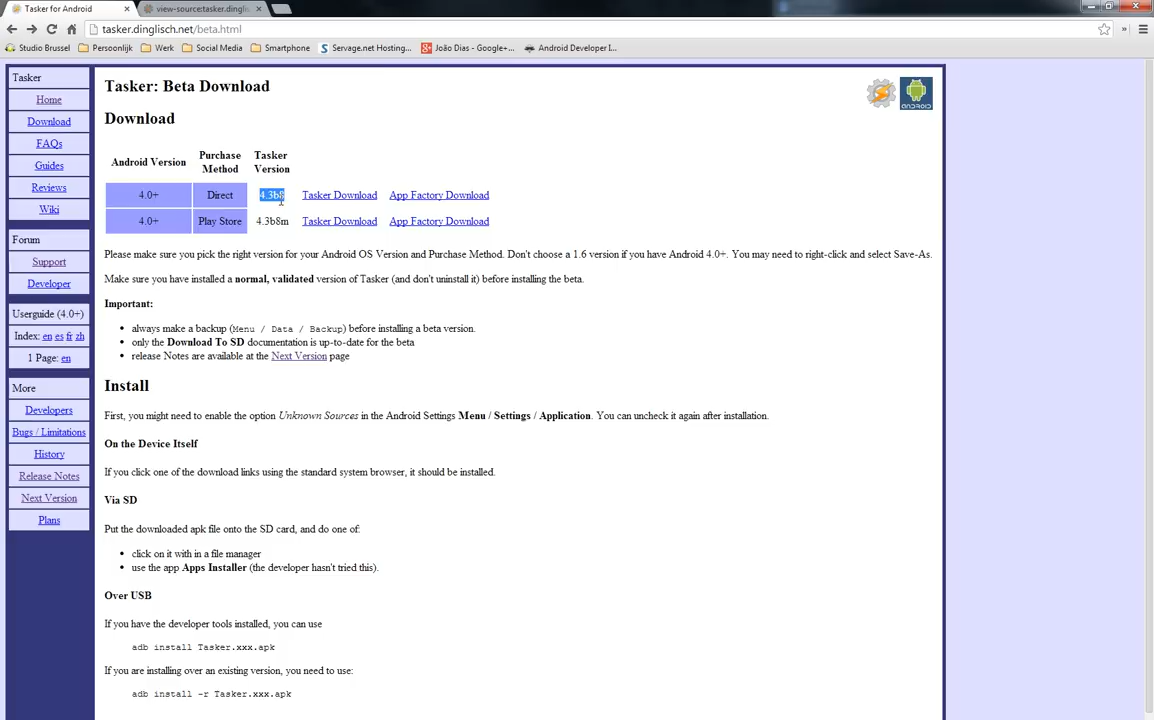 Tasker for Android
view-source:tasker.dinglis
tasker.dinglisch.net/beta.html
Studio Brussel
Persoonlijk
Werk
Social Media
Smartphone
Servage.net Hosting...
João Dias - Google+...
Android Developer I...
Tasker
Home
Download
FAQs
Guides
Reviews
Wiki
Forum
Support
Developer
Userguide (4.0+)
Index: en es fr zh
1 Page: en
More
Developers
Bugs / Limitations
History
Release Notes
Next Version
Plans
Tasker: Beta Download
ANDROID
Download
Android Version Purchase Method Tasker Version
4.0+ Direct 4.3b8 Tasker Download App Factory Download
4.0+ Play Store 4.3b8m Tasker Download App Factory Download
Please make sure you pick the right version for your Android OS Version and Purchase Method. Don't choose a 1.6 version if you have Android 4.0+. You may need to right-click and select Save-As.
Make sure you have installed a normal, validated version of Tasker (and don't uninstall it) before installing the beta.
Important:
• always make a backup (Menu / Data / Backup) before installing a beta version.
• only the Download To SD documentation is up-to-date for the beta
• release Notes are available at the Next Version page
Install
First, you might need to enable the option Unknown Sources in the Android Settings Menu / Settings / Application. You can uncheck it again after installation.
On the Device Itself
If you click one of the download links using the standard system browser, it should be installed.
Via SD
Put the downloaded apk file onto the SD card, and do one of:
• click on it with in a file manager
• use the app Apps Installer (the developer hasn't tried this).
Over USB
If you have the developer tools installed, you can use
adb install Tasker.xxx.apk
If you are installing over an existing version, you need to use:
adb install -r Tasker.xxx.apk